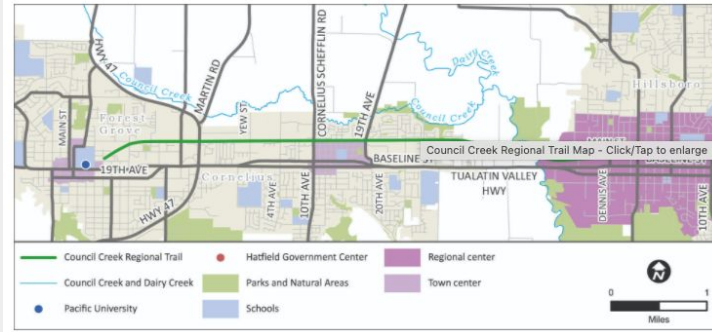 HWY 47
Council Creek
MARTIN RD
CORNELIUS SCHEFFLIN RD
Dairy Creek
Council Creek
Hillsboro
MAIN ST
Forest
Grove
YEW ST
19TH AVE
Council Creek Regional Trail Map - Click/Tap to enlarge
BASELINE ST
19TH AVE
Cornelius
TUALATIN VALLEY
HWY
HWY 47
4TH AVE
10TH AVE
20TH AVE
DENNIS AVE
10TH AVE
Council Creek Regional Trail
Hatfield Government Center
Regional center
Council Creek and Dairy Creek
Parks and Natural Areas
Town center
Pacific University
Schools
N
0
1
Miles